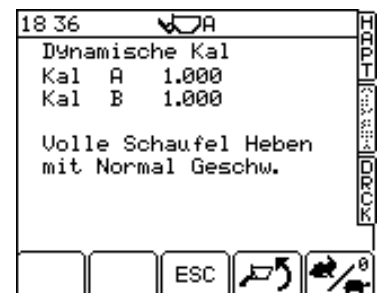 18 36 A
Dynamische Kal
Kal A 1.000
Kal B 1.000
Volle Schaufel Heben
mit Normal Geschw.
HAPT
DRCK
ESC
0